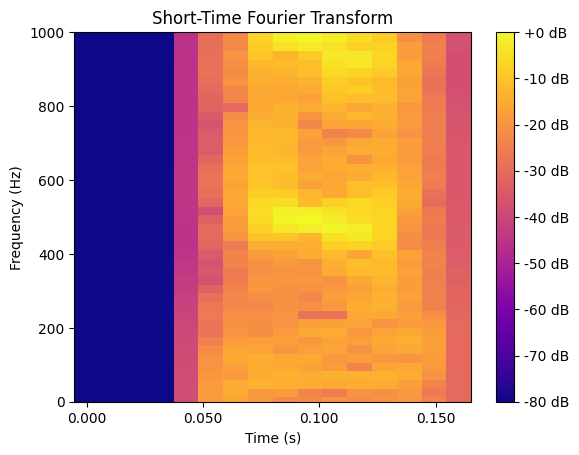 Short-Time Fourier Transform
1000
800
600
400
200
0
Frequency (Hz)
0.000
0.050
0.100
0.150
Time (s)
+0 dB
-10 dB
-20 dB
-30 dB
-40 dB
-50 dB
-60 dB
-70 dB
-80 dB